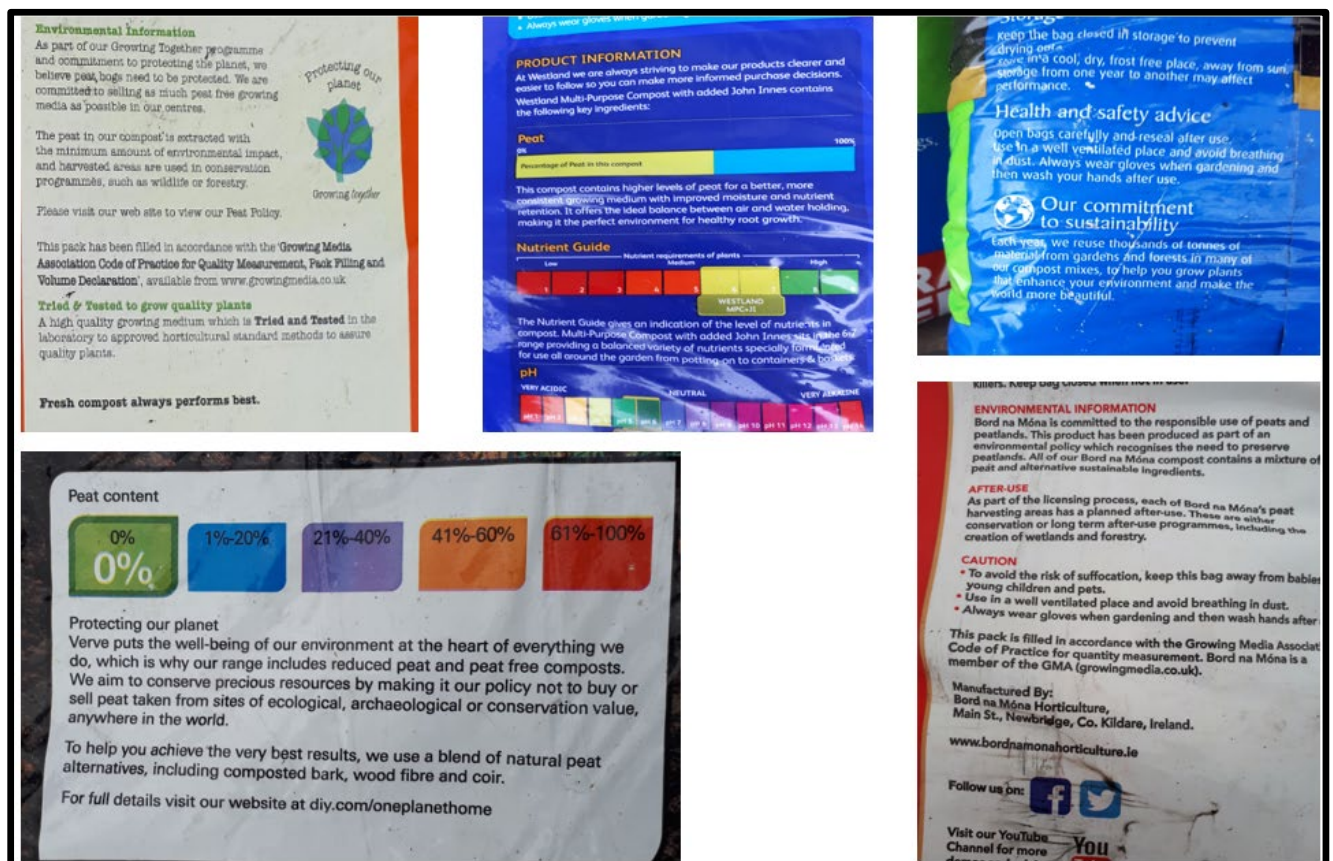 Environmental Information
As part of our Growing Together programme
and commitment to protecting the planet, we
believe peat bogs need to be protected. We are
committed to selling as much peat free growing
media as possible in our centres.
Protecting our
planet
Growing together
The peat in our compost is extracted with
the minimum amount of environmental impact,
and harvested areas are used in conservation
programmes, such as wildlife or forestry.
Please visit our web site to view our Peat Policy.
This pack has been filled in accordance with the 'Growing Media
Association Code of Practice for Quality Measurement, Pack Filling and
Volume Declaration', available from www.growingmedia.co.uk
Tried & Tested to grow quality plants
A high quality growing medium which is Tried and Tested in the
laboratory to approved horticultural standard methods to assure
quality plants.
Fresh compost always performs best.
Always wear gloves when
PRODUCT INFORMATION
At Westland we are always striving to make our products clearer and
easier to follow so you can make more informed purchase decisions.
Westland Multi-Purpose Compost with added John Innes contains
the following key ingredients:
Peat
0% 100%
Percentage of Peat in this compost
This compost contains higher levels of peat for a better, more
consistent growing medium with improved moisture and nutrient
retention. It offers the ideal balance between air and water holding,
making it the perfect environment for healthy root growth.
Nutrient Guide
Nutrient requirements of plants
Low Medium High
1 2 3 4 5 6 7 8
WESTLAND
MPC+JI
The Nutrient Guide gives an indication of the level of nutrients in
compost. Multi-Purpose Compost with added John Innes sits in the 6-7
range providing a balanced variety of nutrients specially formulated
for use all around the garden from potting-on to containers & baskets
pH
VERY ACIDIC NEUTRAL VERY ALKALINE
pH 1 pH 2 pH 5 pH 6 pH 7 pH 9 pH 10 pH 11 pH 12 pH 13 pH 14
Storage
Keep the bag closed in storage to prevent
drying out.
Store in a cool, dry, frost free place, away from sun.
Storage from one year to another may affect
performance.
Health and safety advice
Open bags carefully and reseal after use.
Use in a well ventilated place and avoid breathing
in dust. Always wear gloves when gardening and
then wash your hands after use.
Our commitment
to sustainability
Each year, we reuse thousands of tonnes of
material from gardens and forests in many of
our compost mixes, to help you grow plants
that enhance your environment and make the
world more beautiful.
Peat content
0% 1%-20% 21%-40% 41%-60% 61%-100%
0%
Protecting our planet
Verve puts the well-being of our environment at the heart of everything we
do, which is why our range includes reduced peat and peat free composts.
We aim to conserve precious resources by making it our policy not to buy or
sell peat taken from sites of ecological, archaeological or conservation value,
anywhere in the world.
To help you achieve the very best results, we use a blend of natural peat
alternatives, including composted bark, wood fibre and coir.
For full details visit our website at diy.com/oneplanethome
killers. Keep bag closed when not in use.
ENVIRONMENTAL INFORMATION
Bord na Móna is committed to the responsible use of peats and
peatlands. This product has been produced as part of an
environmental policy which recognises the need to preserve
peatlands. All of our Bord na Móna compost contains a mixture of
peat and alternative sustainable ingredients.
AFTER-USE
As part of the licensing process, each of Bord na Móna's peat
harvesting areas has a planned after-use. These are either
conservation or long term after-use programmes, including the
creation of wetlands and forestry.
CAUTION
• To avoid the risk of suffocation, keep this bag away from babies
young children and pets.
• Use in a well ventilated place and avoid breathing in dust.
• Always wear gloves when gardening and then wash hands after
This pack is filled in accordance with the Growing Media Associat
Code of Practice for quantity measurement. Bord na Móna is a
member of the GMA (growingmedia.co.uk).
Manufactured By:
Bord na Móna Horticulture,
Main St., Newbridge, Co. Kildare, Ireland.
www.bordnamonahorticulture.ie
Follow us on:
Visit our YouTube
Channel for more
You